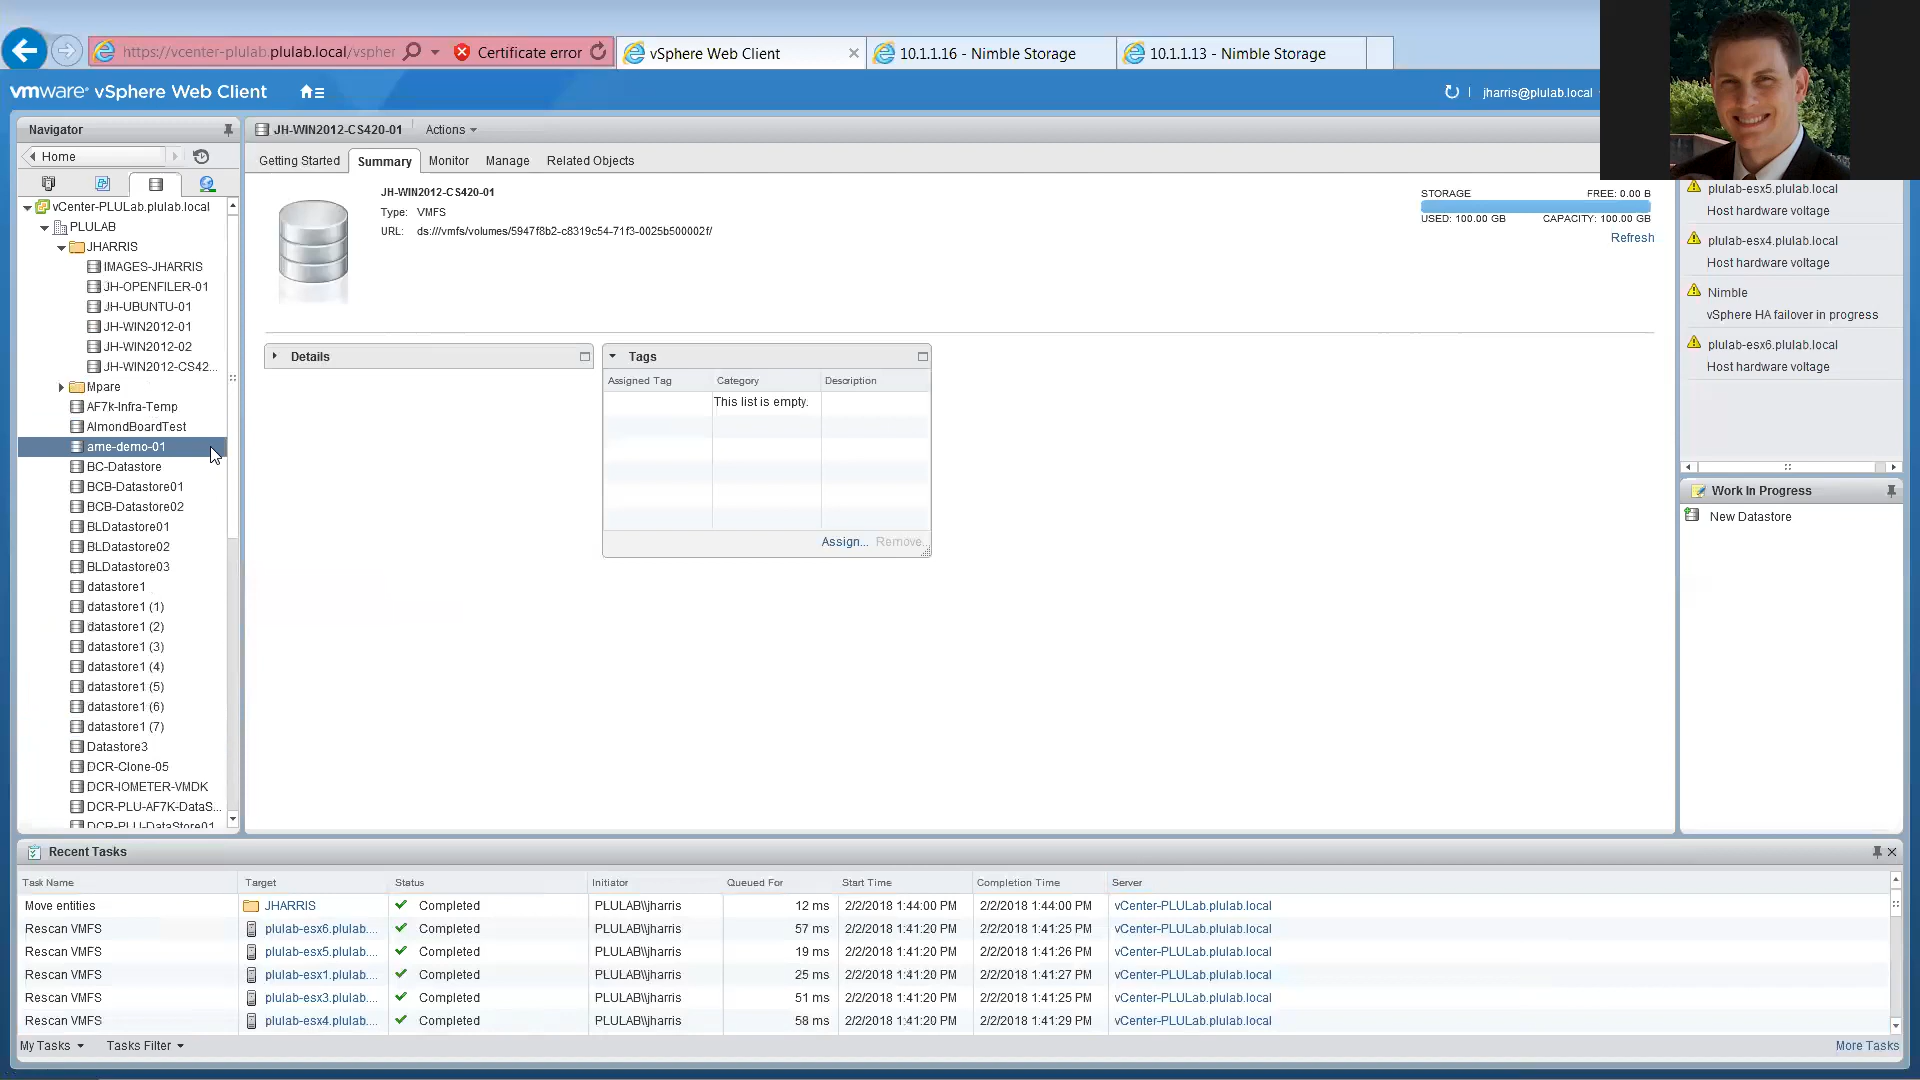 https://vcenter-plulab.plulab.local/vspher
Certificate error
vSphere Web Client
10.1.1.16 - Nimble Storage
10.1.1.13 - Nimble Storage
vmware® vSphere Web Client
jharris@plulab.local
Navigator
Home
vCenter-PLULab.plulab.local
PLULAB
JHARRIS
IMAGES-JHARRIS
JH-OPENFILER-01
JH-UBUNTU-01
JH-WIN2012-01
JH-WIN2012-02
JH-WIN2012-CS42...
Mpare
AF7k-Infra-Temp
AlmondBoardTest
ame-demo-01
BC-Datastore
BCB-Datastore01
BCB-Datastore02
BLDatastore01
BLDatastore02
BLDatastore03
datastore1
datastore1 (1)
datastore1 (2)
datastore1 (3)
datastore1 (4)
datastore1 (5)
datastore1 (6)
datastore1 (7)
Datastore3
DCR-Clone-05
DCR-IOMETER-VMDK
DCR-PLU-AF7K-DataS...
DCR-PLU-DataStore01
JH-WIN2012-CS420-01
Actions
Getting Started
Summary
Monitor
Manage
Related Objects
JH-WIN2012-CS420-01
Type: VMFS
URL: ds:///vmfs/volumes/5947f8b2-c8319c54-71f3-0025b500002f/
STORAGE FREE: 0.00 B
USED: 100.00 GB CAPACITY: 100.00 GB
Refresh
Details
Tags
Assigned Tag Category Description
This list is empty.
Assign... Remove...
plulab-esx5.plulab.local
Host hardware voltage
plulab-esx4.plulab.local
Host hardware voltage
Nimble
vSphere HA failover in progress
plulab-esx6.plulab.local
Host hardware voltage
Work In Progress
New Datastore
Recent Tasks
Task Name Target Status Initiator Queued For Start Time Completion Time Server
Move entities JHARRIS Completed PLULAB\\jharris 12 ms 2/2/2018 1:44:00 PM 2/2/2018 1:44:00 PM vCenter-PLULab.plulab.local
Rescan VMFS plulab-esx6.plulab.... Completed PLULAB\\jharris 57 ms 2/2/2018 1:41:20 PM 2/2/2018 1:41:25 PM vCenter-PLULab.plulab.local
Rescan VMFS plulab-esx5.plulab.... Completed PLULAB\\jharris 19 ms 2/2/2018 1:41:20 PM 2/2/2018 1:41:26 PM vCenter-PLULab.plulab.local
Rescan VMFS plulab-esx1.plulab.... Completed PLULAB\\jharris 25 ms 2/2/2018 1:41:20 PM 2/2/2018 1:41:27 PM vCenter-PLULab.plulab.local
Rescan VMFS plulab-esx3.plulab.... Completed PLULAB\\jharris 51 ms 2/2/2018 1:41:20 PM 2/2/2018 1:41:25 PM vCenter-PLULab.plulab.local
Rescan VMFS plulab-esx4.plulab.... Completed PLULAB\\jharris 58 ms 2/2/2018 1:41:20 PM 2/2/2018 1:41:29 PM vCenter-PLULab.plulab.local
My Tasks Tasks Filter More Tasks